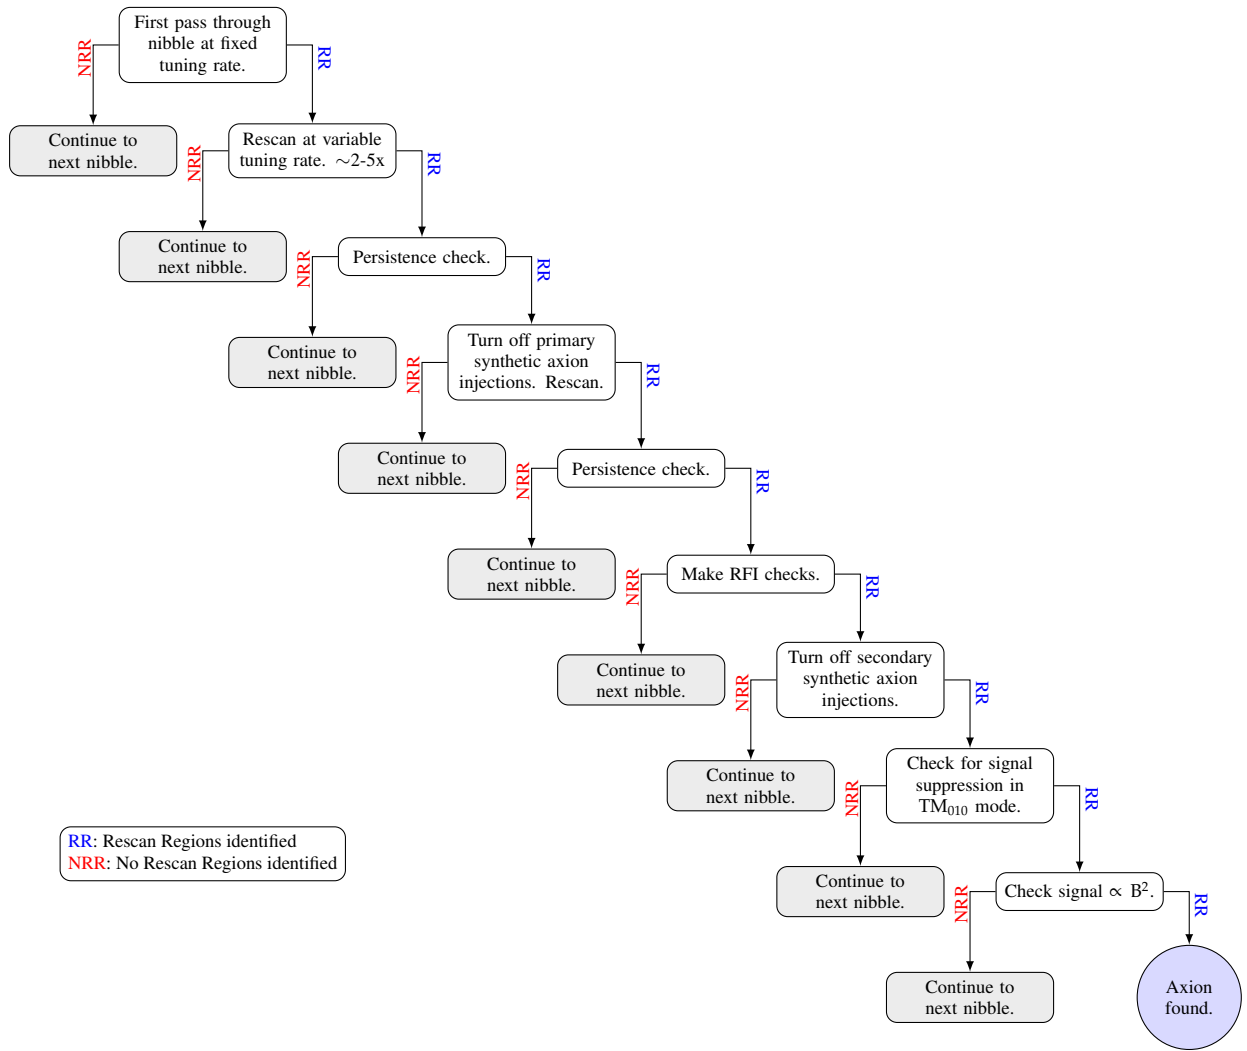 First pass through
nibble at fixed
tuning rate.
NRR
RR
Continue to
next nibble.
Rescan at variable
tuning rate. ∼2-5x
NRR
RR
Continue to
next nibble.
Persistence check.
NRR
RR
Continue to
next nibble.
Turn off primary
synthetic axion
injections. Rescan.
NRR
RR
Continue to
next nibble.
Persistence check.
NRR
RR
Continue to
next nibble.
Make RFI checks.
NRR
RR
Continue to
next nibble.
Turn off secondary
synthetic axion
injections.
NRR
RR
Continue to
next nibble.
Check for signal
suppression in
TM₀₁₀ mode.
NRR
RR
Continue to
next nibble.
Check signal ∝ B².
NRR
RR
Continue to
next nibble.
Axion
found.
RR: Rescan Regions identified
NRR: No Rescan Regions identified